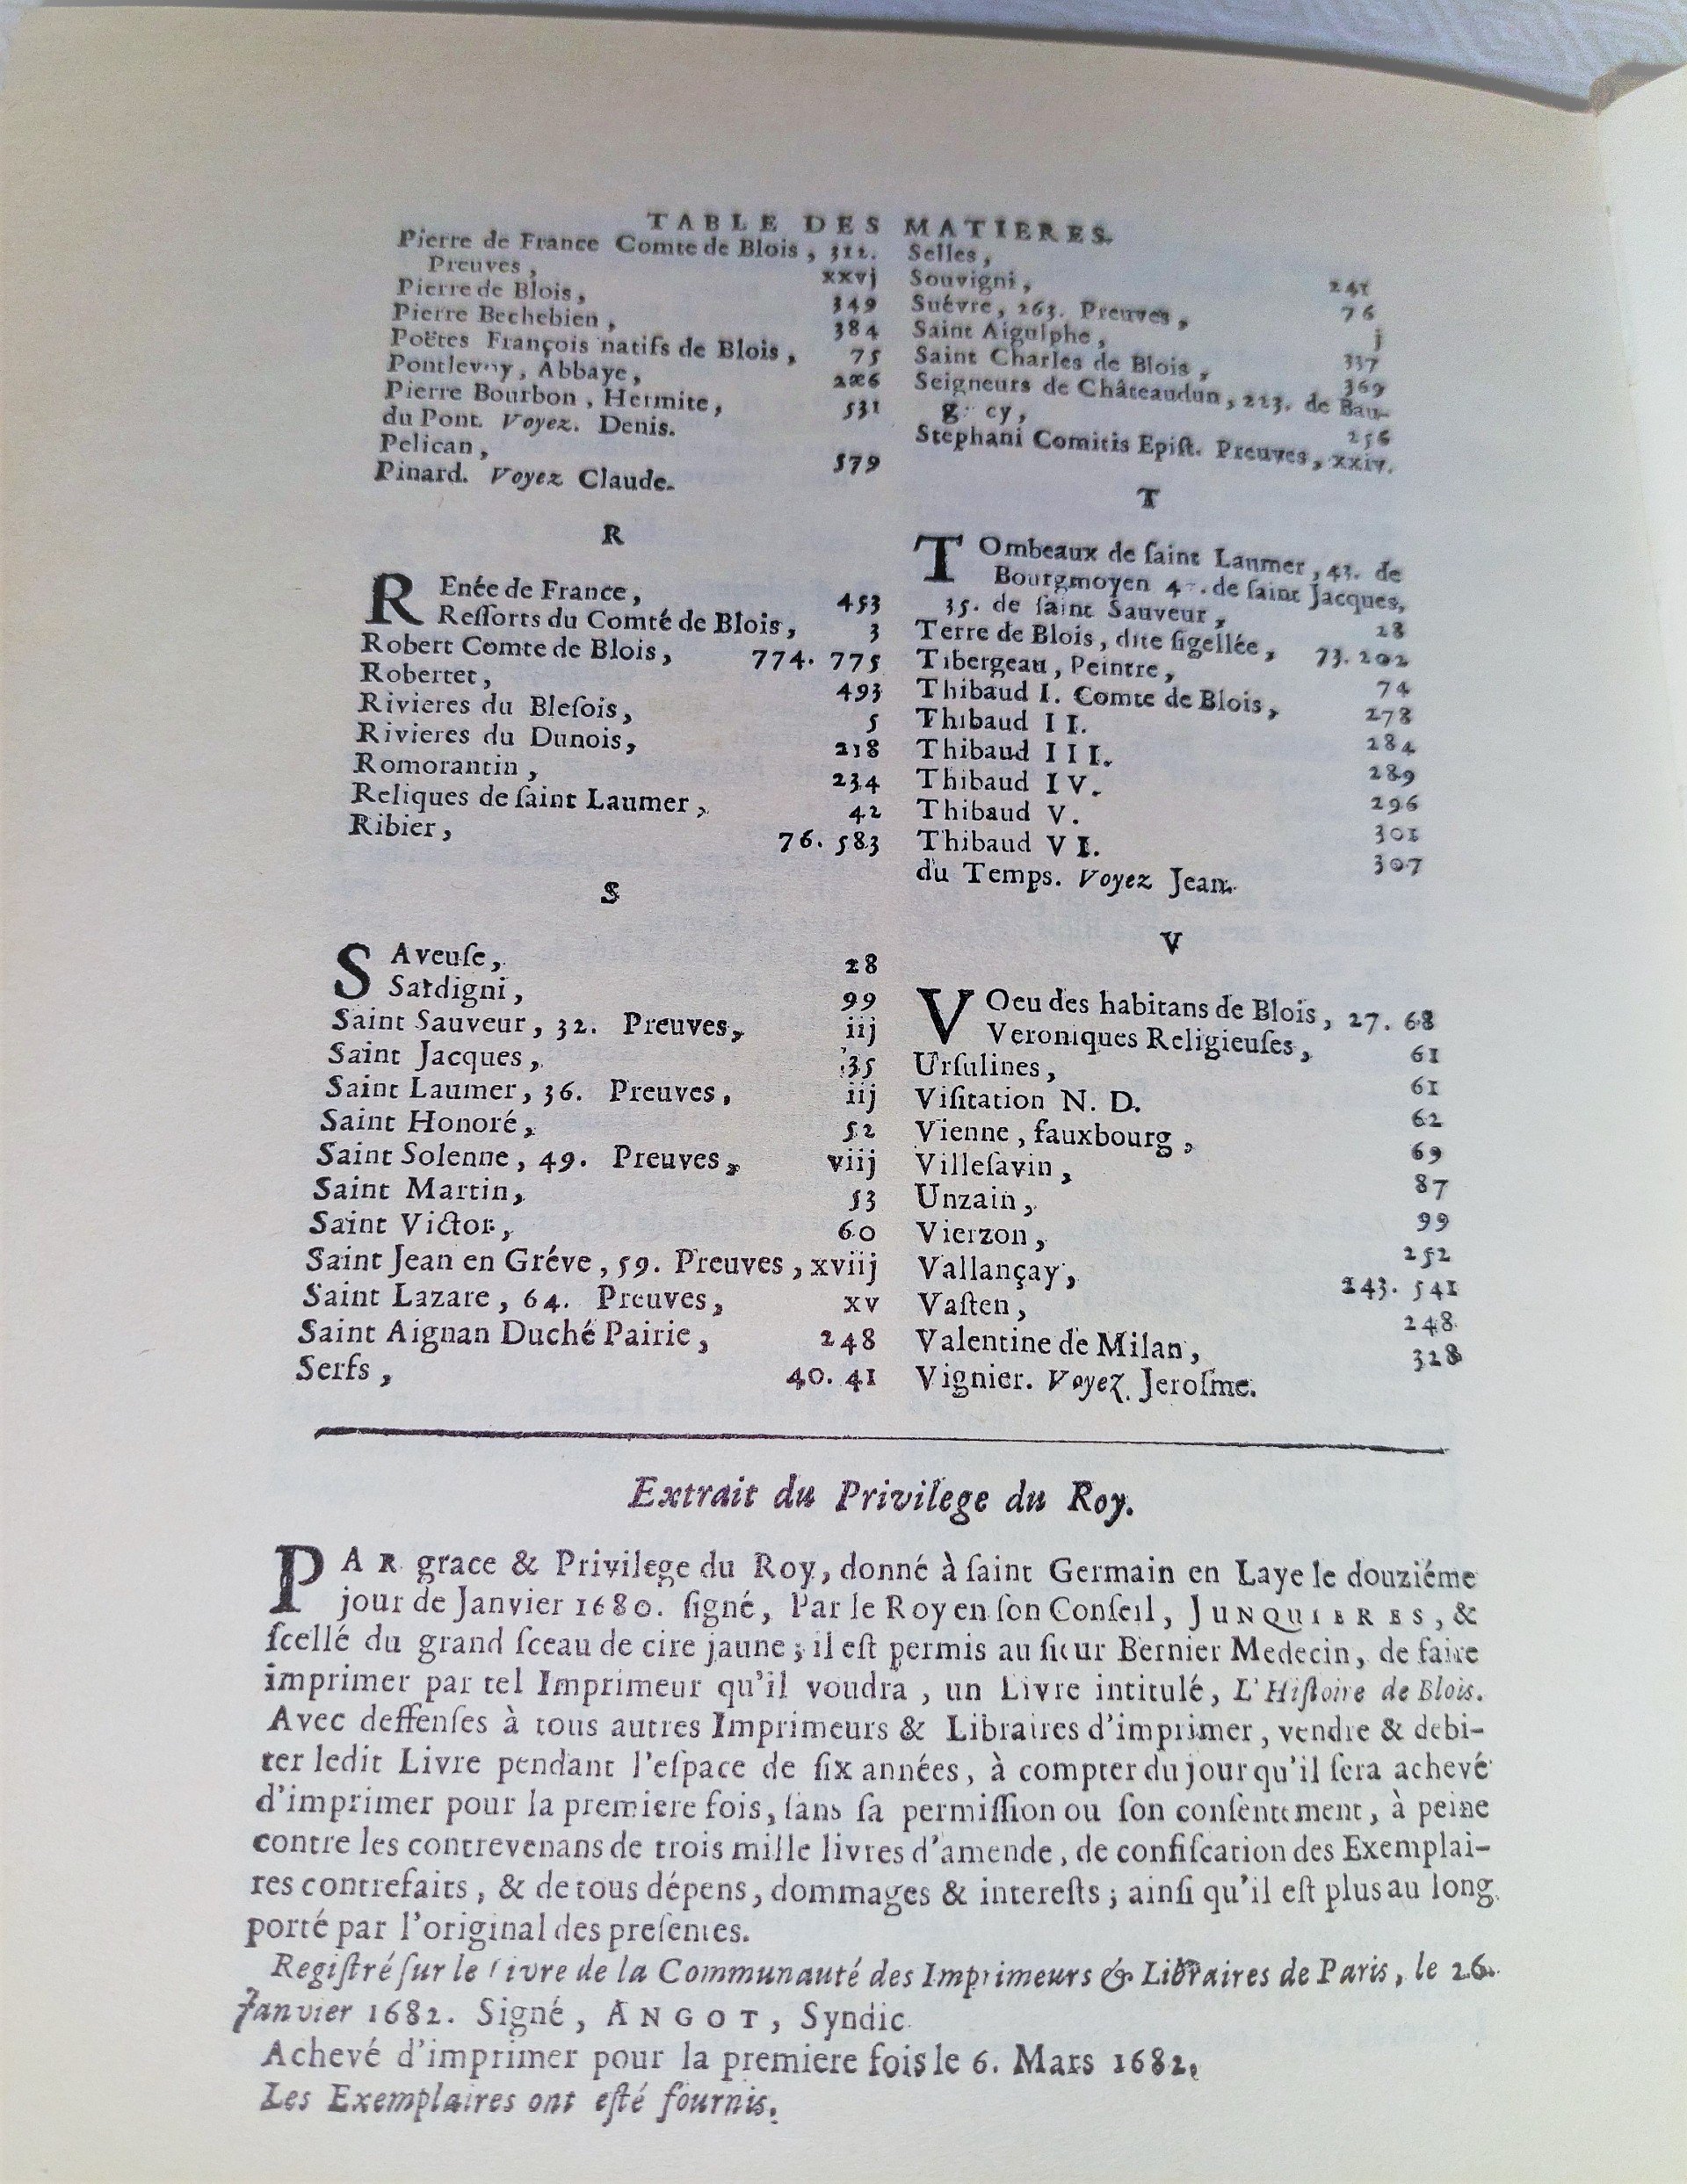 TABLE DES MATIERES.
Pierre de France Comte de Blois, 312.
Preuves, xxvj
Pierre de Blois, 349
Pierre Bechebien, 384
Poëtes François natifs de Blois, 75
Pontlevoy, Abbaye,
Pierre Bourbon, Hermite, 531
du Pont. Voyez. Denis.
Pelican, 579
Pinard. Voyez Claude.
R
REnée de France, 453
Reſſorts du Comté de Blois, 3
Robert Comte de Blois, 774. 775
Robertet, 493
Rivieres du Bleſois, 5
Rivieres du Dunois, 218
Romorantin, 234
Reliques de ſaint Laumer, 42
Ribier, 76. 583
S
SAveuſe, 28
Sardigni, 99
Saint Sauveur, 32. Preuves, iij
Saint Jacques, 35
Saint Laumer, 36. Preuves, iij
Saint Honoré, 52
Saint Solenne, 49. Preuves, viij
Saint Martin, 53
Saint Victor, 60
Saint Jean en Gréve, 59. Preuves, xviij
Saint Lazare, 64. Preuves, xv
Saint Aignan Duché Pairie, 248
Serfs, 40. 41
Selles, 241
Souvigni, 76
Suévre, 263. Preuves, j
Saint Aigulphe, 337
Saint Charles de Blois, 369
Seigneurs de Châteaudun, 223. de Bau-
cy, 256
Stephani Comitis Epiſt. Preuves, xxiv.
T
TOmbeaux de ſaint Laumer, 43. de
Bourgmoyen de ſaint Jacques,
35. de ſaint Sauveur, 28
Terre de Blois, dite ſigellée, 73. 202
Tibergeau, Peintre, 74
Thibaud I. Comte de Blois, 278
Thibaud II. 284
Thibaud III. 289
Thibaud IV. 296
Thibaud V. 301
Thibaud VI. 307
du Temps. Voyez Jean.
V
VOeu des habitans de Blois, 27. 68
Veroniques Religieuſes, 61
Urſulines, 61
Viſitation N. D. 62
Vienne, fauxbourg, 69
Villeſavin, 87
Unzain, 99
Vierzon, 252
Vallançay, 243. 541
Vaſten, 248
Valentine de Milan, 328
Vignier. Voyez Jeroſme.
Extrait du Privilege du Roy.
PAR grace & Privilege du Roy, donné à ſaint Germain en Laye le douziéme
jour de Janvier 1680. ſigné, Par le Roy en ſon Conſeil, JUNQUIERES, &
ſcellé du grand ſceau de cire jaune; il eſt permis au ſieur Bernier Medecin, de faire
imprimer par tel Imprimeur qu'il voudra, un Livre intitulé, L'Hiſtoire de Blois.
Avec deffenſes à tous autres Imprimeurs & Libraires d'imprimer, vendre & debi-
ter ledit Livre pendant l'eſpace de ſix années, à compter du jour qu'il ſera achevé
d'imprimer pour la premiere fois, ſans ſa permiſſion ou ſon conſentement, à peine
contre les contrevenans de trois mille livres d'amende, de confiſcation des Exemplai-
res contrefaits, & de tous dépens, dommages & intereſts; ainſi qu'il eſt plus au long
porté par l'original des preſentes.
Regiſtré ſur le Livre de la Communauté des Imprimeurs & Libraires de Paris, le 26.
Janvier 1682. Signé, ANGOT, Syndic.
Achevé d'imprimer pour la premiere fois le 6. Mars 1682.
Les Exemplaires ont eſté fournis.